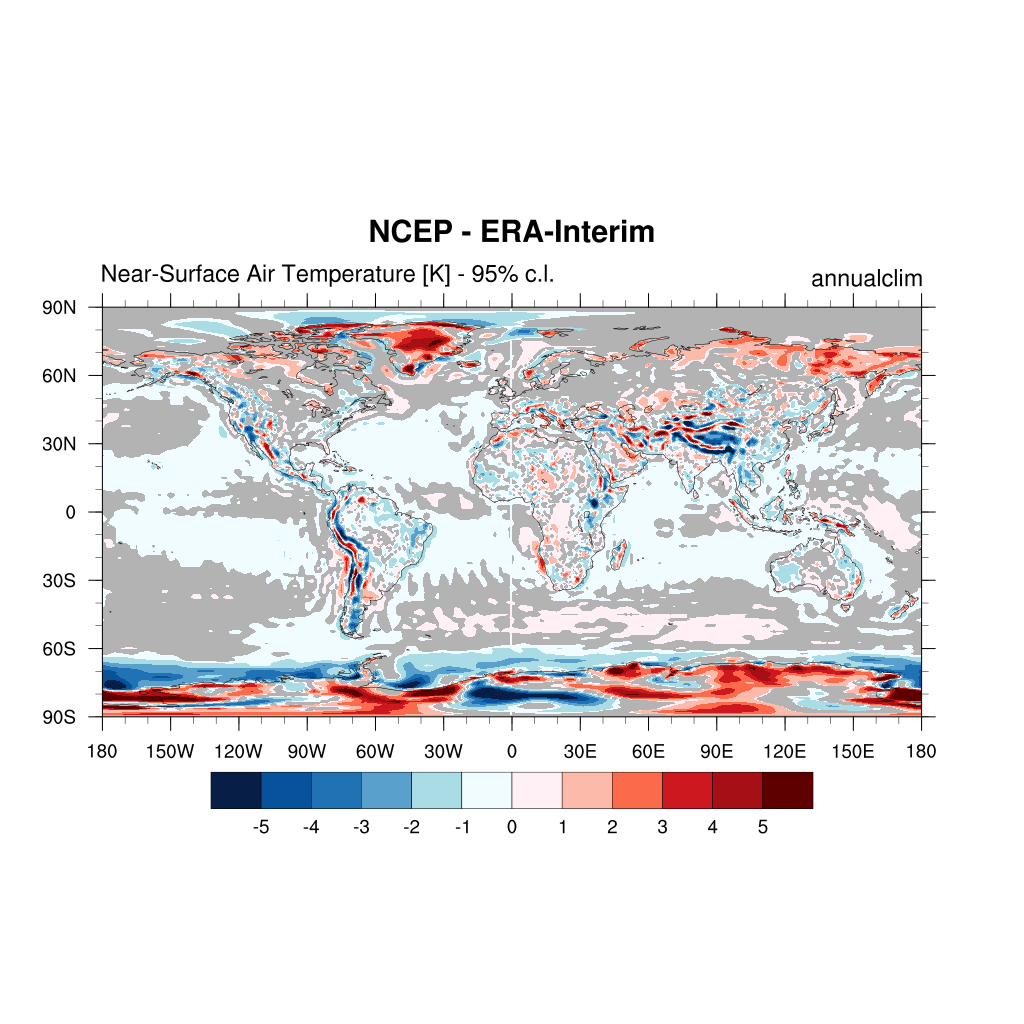 NCEP - ERA-Interim
Near-Surface Air Temperature [K] - 95% c.l. annualclim
90N
60N
30N
0
30S
60S
90S
180 150W 120W 90W 60W 30W 0 30E 60E 90E 120E 150E 180
-5 -4 -3 -2 -1 0 1 2 3 4 5